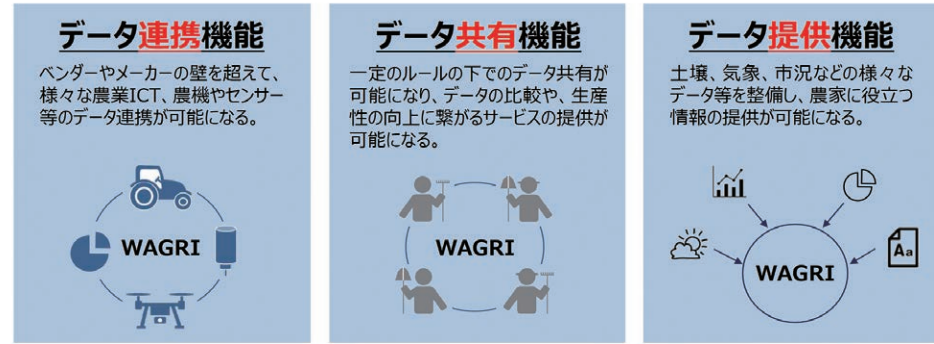 データ連携機能
ベンダーやメーカーの壁を超えて、
様々な農業ICT、農機やセンサー
等のデータ連携が可能になる。
WAGRI
データ共有機能
一定のルールの下でのデータ共有が
可能になり、データの比較や、生産
性の向上に繋がるサービスの提供が
可能になる。
WAGRI
データ提供機能
土壌、気象、市況などの様々な
データ等を整備し、農家に役立つ
情報の提供が可能になる。
Aa
WAGRI